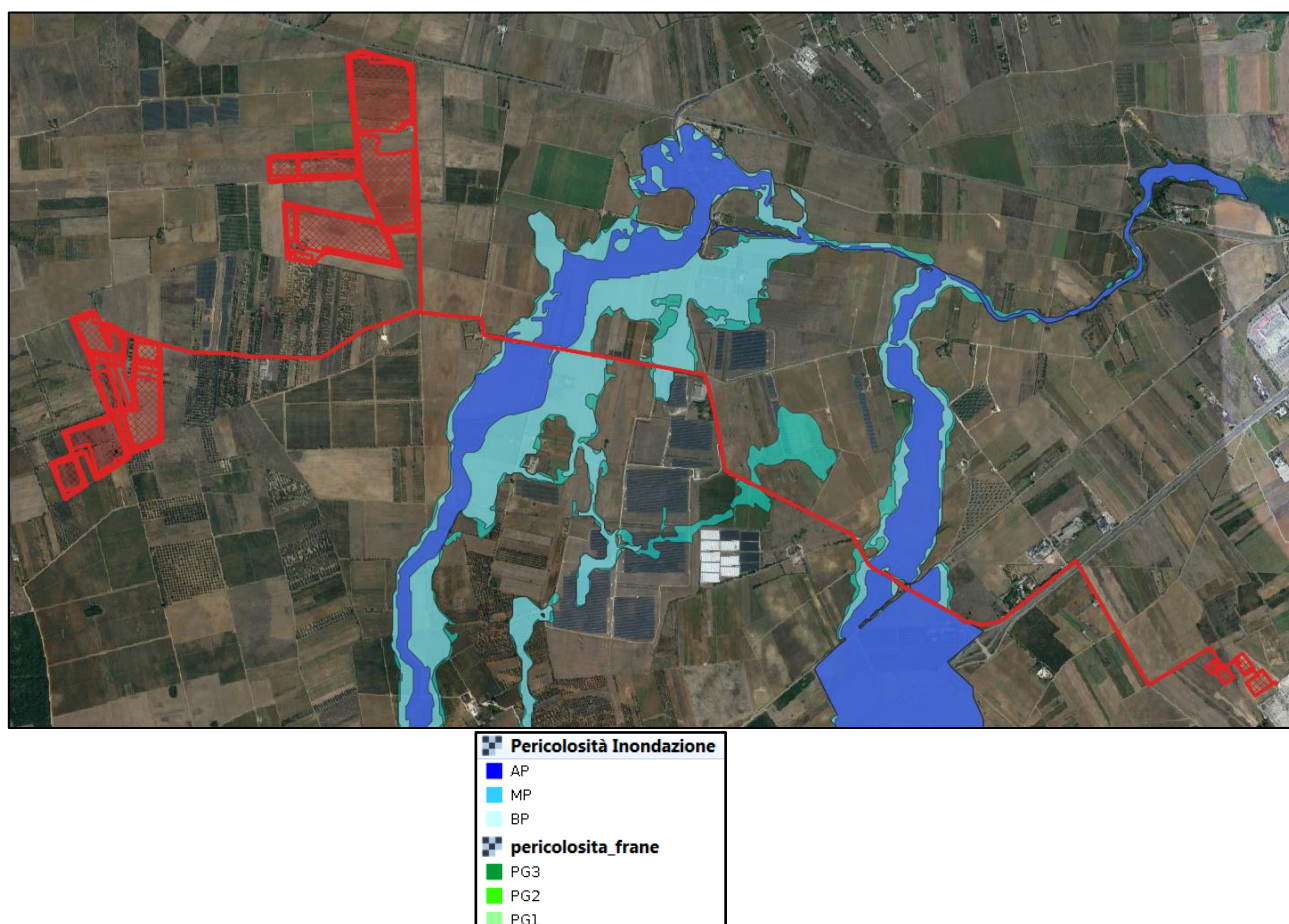 Pericolosità Inondazione
AP
MP
BP
pericolosita_frane
PG3
PG2
PG1